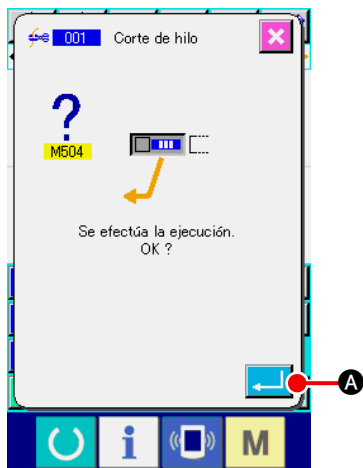 001 Corte de hilo
?
M504
Se efectúa la ejecución.
OK ?
A
i M